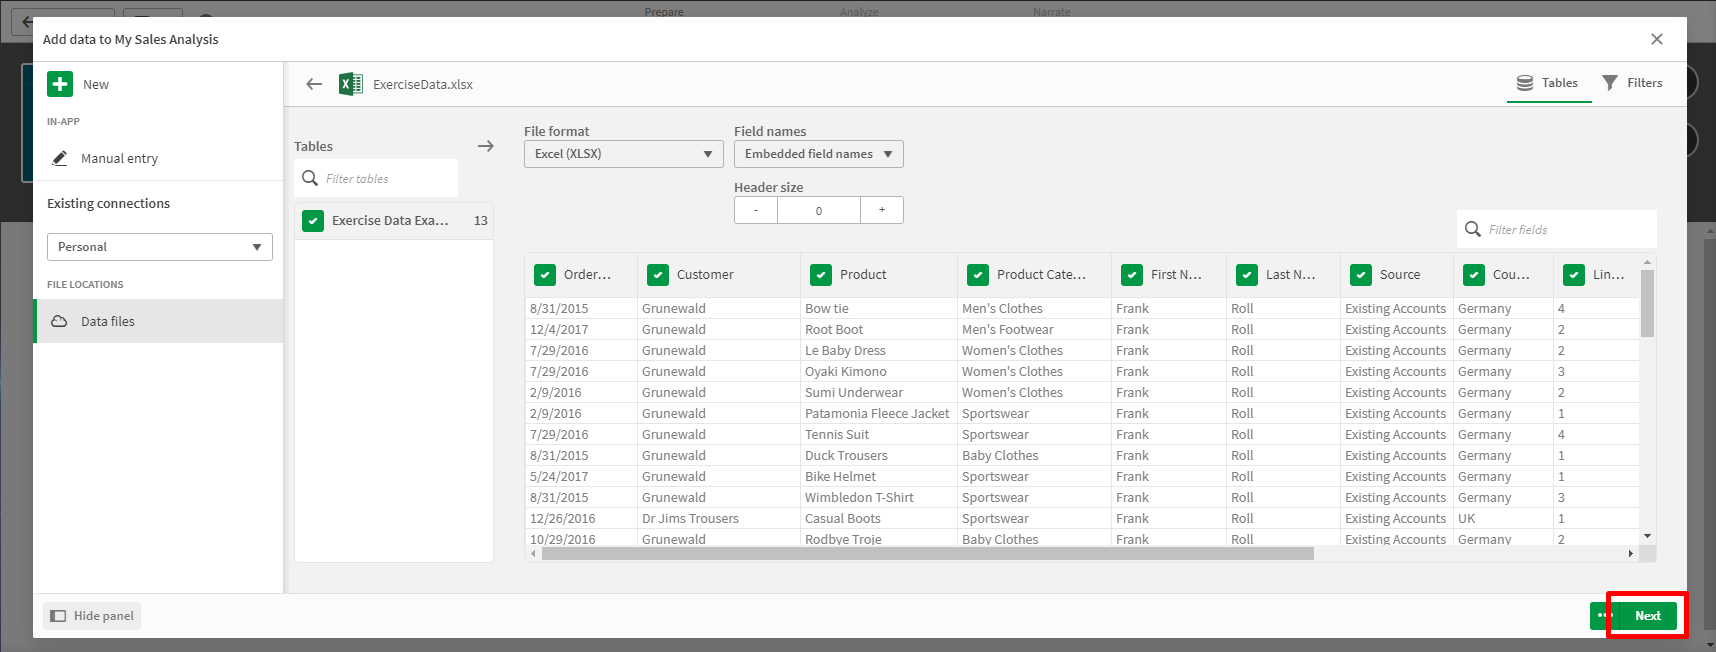 Prepare
Analyze
Narrate
Add data to My Sales Analysis
New
IN-APP
Manual entry
Existing connections
Personal
FILE LOCATIONS
Data files
Hide panel
ExerciseData.xlsx
Tables
Filters
Tables
Filter tables
Exercise Data Exa... 13
File format
Excel (XLSX)
Field names
Embedded field names
Header size
- 0 +
Filter fields
Order... Customer Product Product Cate... First N... Last N... Source Cou... Lin...
8/31/2015 Grunewald Bow tie Men's Clothes Frank Roll Existing Accounts Germany 4
12/4/2017 Grunewald Root Boot Men's Footwear Frank Roll Existing Accounts Germany 2
7/29/2016 Grunewald Le Baby Dress Women's Clothes Frank Roll Existing Accounts Germany 2
7/29/2016 Grunewald Oyaki Kimono Women's Clothes Frank Roll Existing Accounts Germany 3
2/9/2016 Grunewald Sumi Underwear Women's Clothes Frank Roll Existing Accounts Germany 2
2/9/2016 Grunewald Patamonia Fleece Jacket Sportswear Frank Roll Existing Accounts Germany 1
7/29/2016 Grunewald Tennis Suit Sportswear Frank Roll Existing Accounts Germany 4
8/31/2015 Grunewald Duck Trousers Baby Clothes Frank Roll Existing Accounts Germany 1
5/24/2017 Grunewald Bike Helmet Sportswear Frank Roll Existing Accounts Germany 1
8/31/2015 Grunewald Wimbledon T-Shirt Sportswear Frank Roll Existing Accounts Germany 3
12/26/2016 Dr Jims Trousers Casual Boots Sportswear Frank Roll Existing Accounts UK 1
10/29/2016 Grunewald Rodbye Troje Baby Clothes Frank Roll Existing Accounts Germany 2
Next